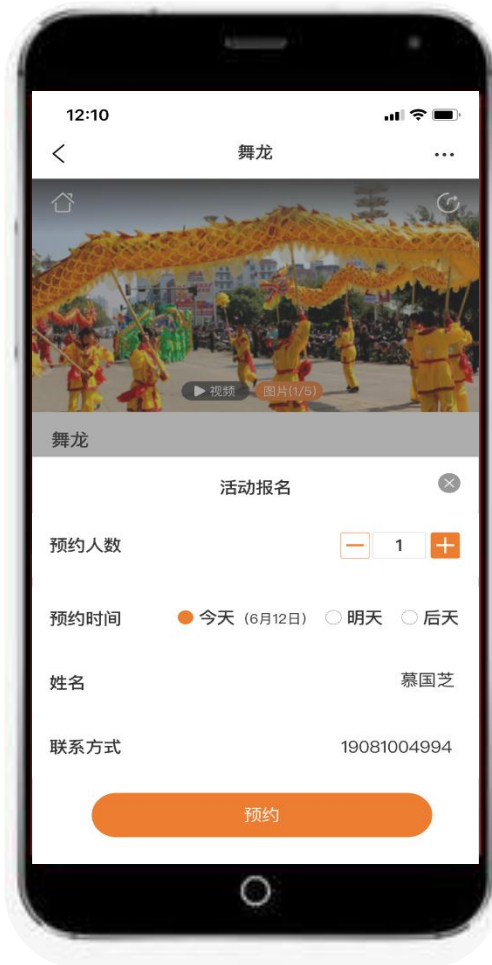 12:10
舞龙
视频 图片(1/5)
舞龙
活动报名
预约人数 1
预约时间 今天 (6月12日) 明天 后天
姓名 慕国芝
联系方式 19081004994
预约